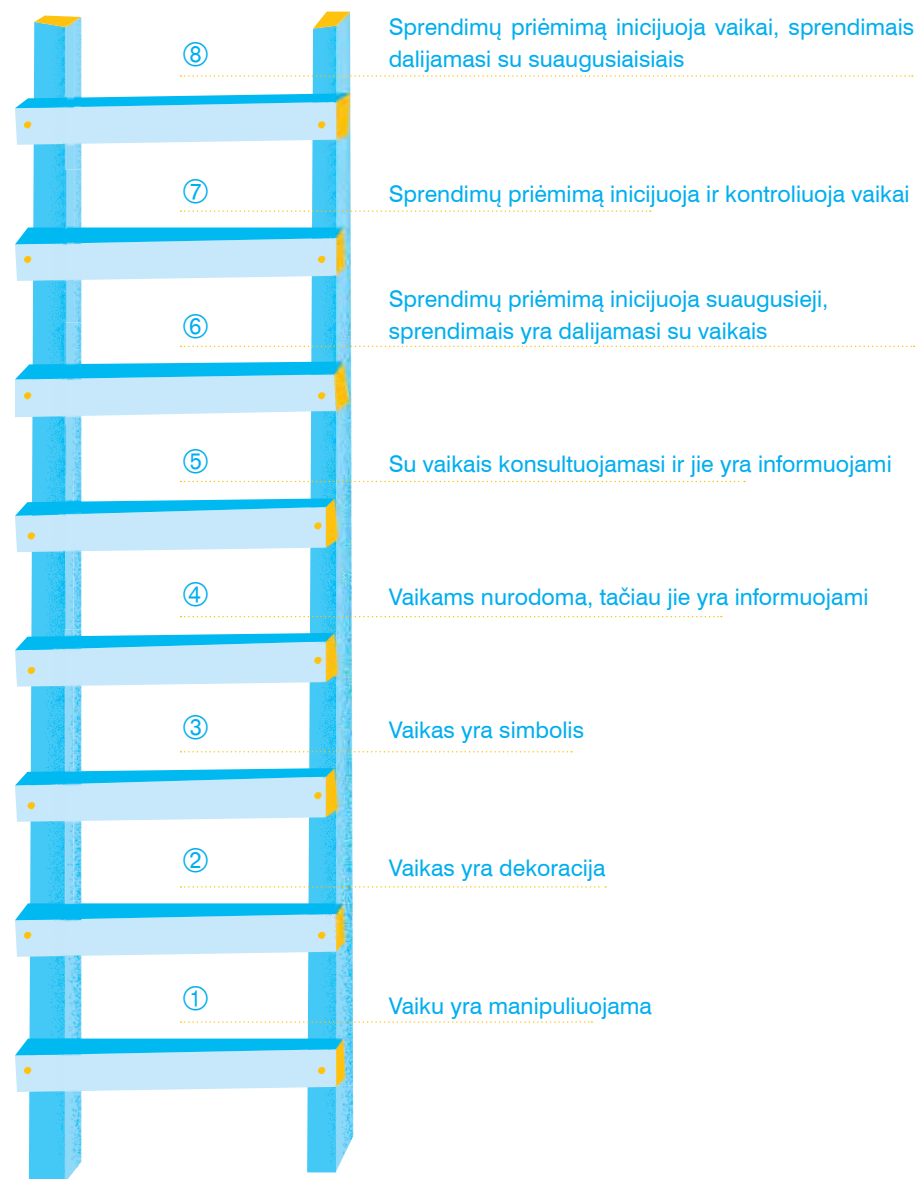 ⑧ Sprendimų priėmimą inicijuoja vaikai, sprendimais
dalijamasi su suaugusiaisiais
⑦ Sprendimų priėmimą inicijuoja ir kontroliuoja vaikai
⑥ Sprendimų priėmimą inicijuoja suaugusieji,
sprendimais yra dalijamasi su vaikais
⑤ Su vaikais konsultuojamasi ir jie yra informuojami
④ Vaikams nurodoma, tačiau jie yra informuojami
③ Vaikas yra simbolis
② Vaikas yra dekoracija
① Vaiku yra manipuliuojama